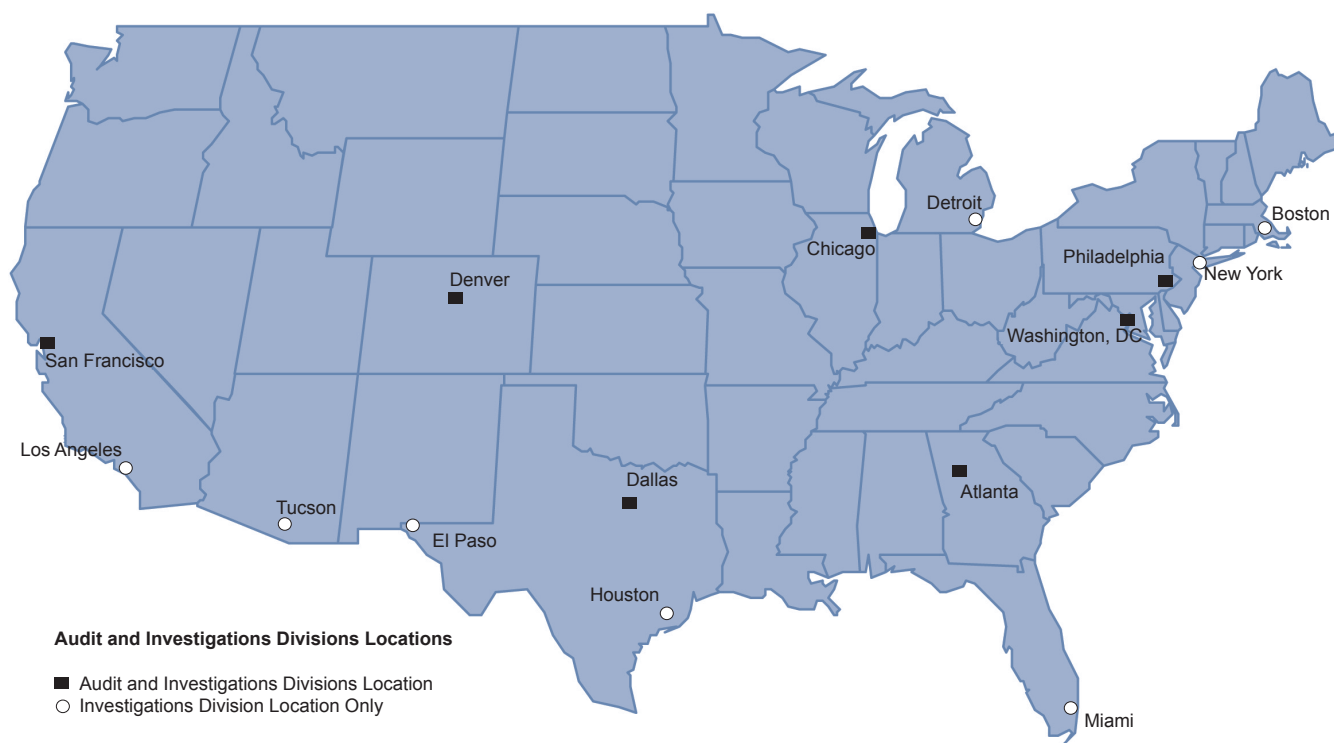 Detroit
Boston
Chicago
Philadelphia
New York
Denver
Washington, DC
San Francisco
Los Angeles
Dallas
Atlanta
Tucson
El Paso
Houston
Audit and Investigations Divisions Locations
Audit and Investigations Divisions Location
Investigations Division Location Only
Miami